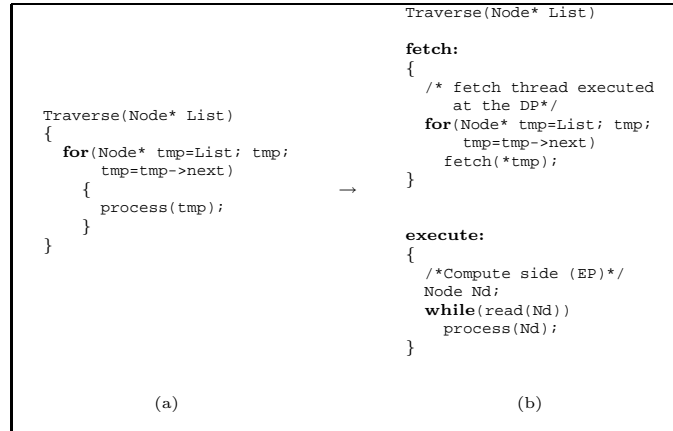 Traverse(Node* List)
{
for(Node* tmp=List; tmp;
tmp=tmp->next)
{
process(tmp);
}
}
(a)
→
Traverse(Node* List)
fetch:
{
/* fetch thread executed
at the DP*/
for(Node* tmp=List; tmp;
tmp=tmp->next)
fetch(*tmp);
}
execute:
{
/*Compute side (EP)*/
Node Nd;
while(read(Nd))
process(Nd);
}
(b)